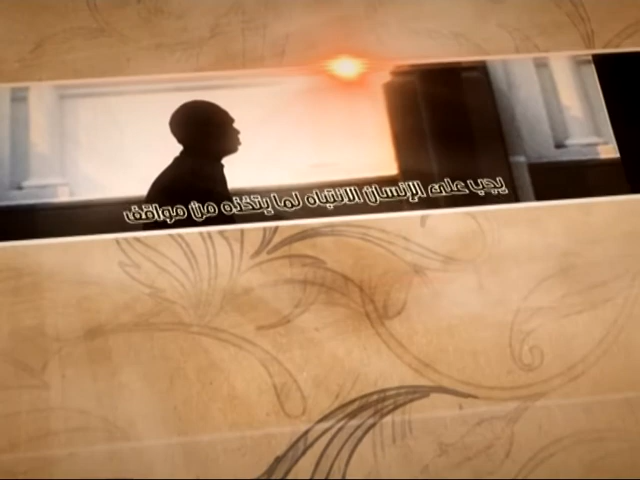 يجب على الإنسان الانتباه لما يتخذه من مواقف